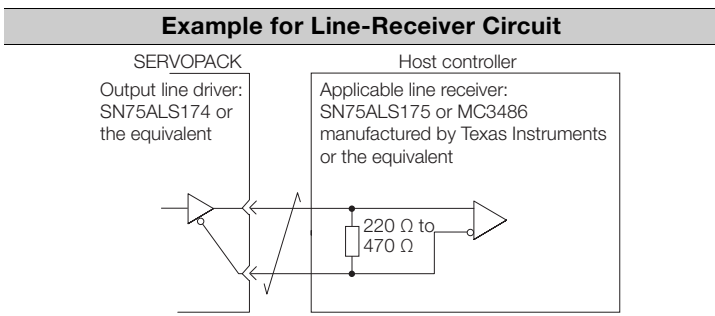 Example for Line-Receiver Circuit
SERVOPACK
Host controller
Output line driver:
SN75ALS174 or
the equivalent
Applicable line receiver:
SN75ALS175 or MC3486
manufactured by Texas Instruments
or the equivalent
220 Ω to
470 Ω